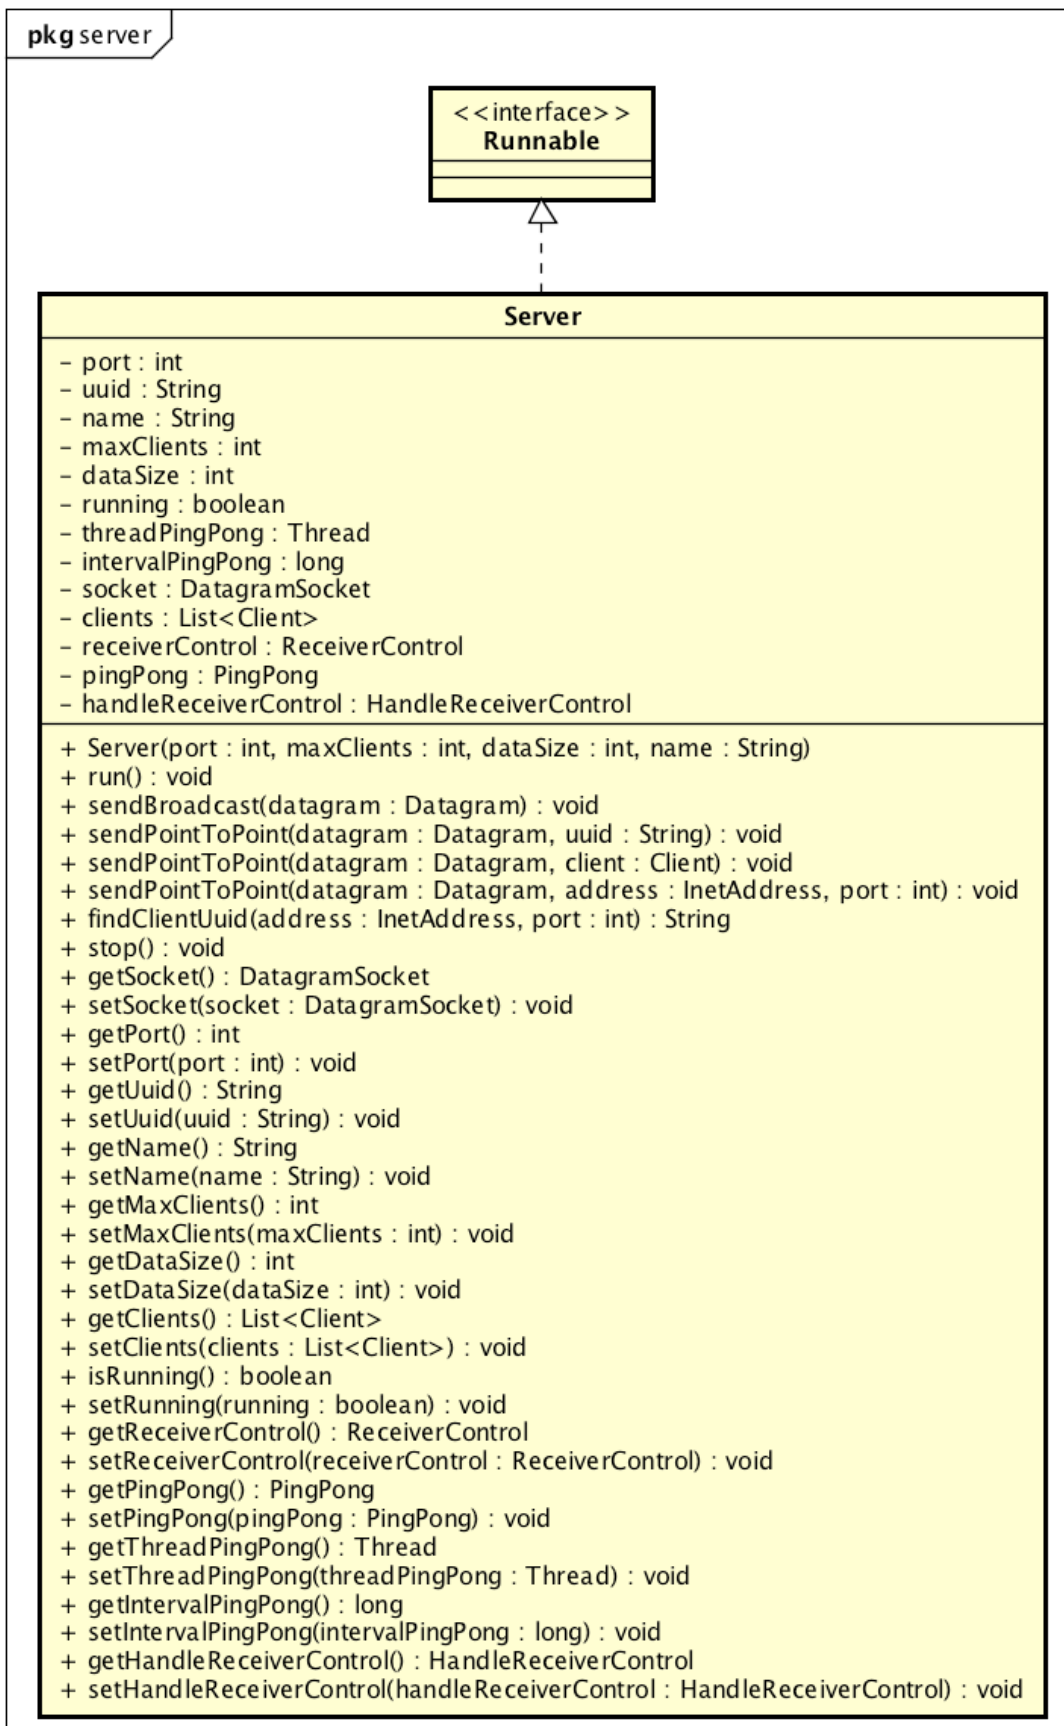 pkg server
<<interface>>
Runnable
Server
– port : int
– uuid : String
– name : String
– maxClients : int
– dataSize : int
– running : boolean
– threadPingPong : Thread
– intervalPingPong : long
– socket : DatagramSocket
– clients : List<Client>
– receiverControl : ReceiverControl
– pingPong : PingPong
– handleReceiverControl : HandleReceiverControl
+ Server(port : int, maxClients : int, dataSize : int, name : String)
+ run() : void
+ sendBroadcast(datagram : Datagram) : void
+ sendPointToPoint(datagram : Datagram, uuid : String) : void
+ sendPointToPoint(datagram : Datagram, client : Client) : void
+ sendPointToPoint(datagram : Datagram, address : InetAddress, port : int) : void
+ findClientUuid(address : InetAddress, port : int) : String
+ stop() : void
+ getSocket() : DatagramSocket
+ setSocket(socket : DatagramSocket) : void
+ getPort() : int
+ setPort(port : int) : void
+ getUuid() : String
+ setUuid(uuid : String) : void
+ getName() : String
+ setName(name : String) : void
+ getMaxClients() : int
+ setMaxClients(maxClients : int) : void
+ getDataSize() : int
+ setDataSize(dataSize : int) : void
+ getClients() : List<Client>
+ setClients(clients : List<Client>) : void
+ isRunning() : boolean
+ setRunning(running : boolean) : void
+ getReceiverControl() : ReceiverControl
+ setReceiverControl(receiverControl : ReceiverControl) : void
+ getPingPong() : PingPong
+ setPingPong(pingPong : PingPong) : void
+ getThreadPingPong() : Thread
+ setThreadPingPong(threadPingPong : Thread) : void
+ getIntervalPingPong() : long
+ setIntervalPingPong(intervalPingPong : long) : void
+ getHandleReceiverControl() : HandleReceiverControl
+ setHandleReceiverControl(handleReceiverControl : HandleReceiverControl) : void